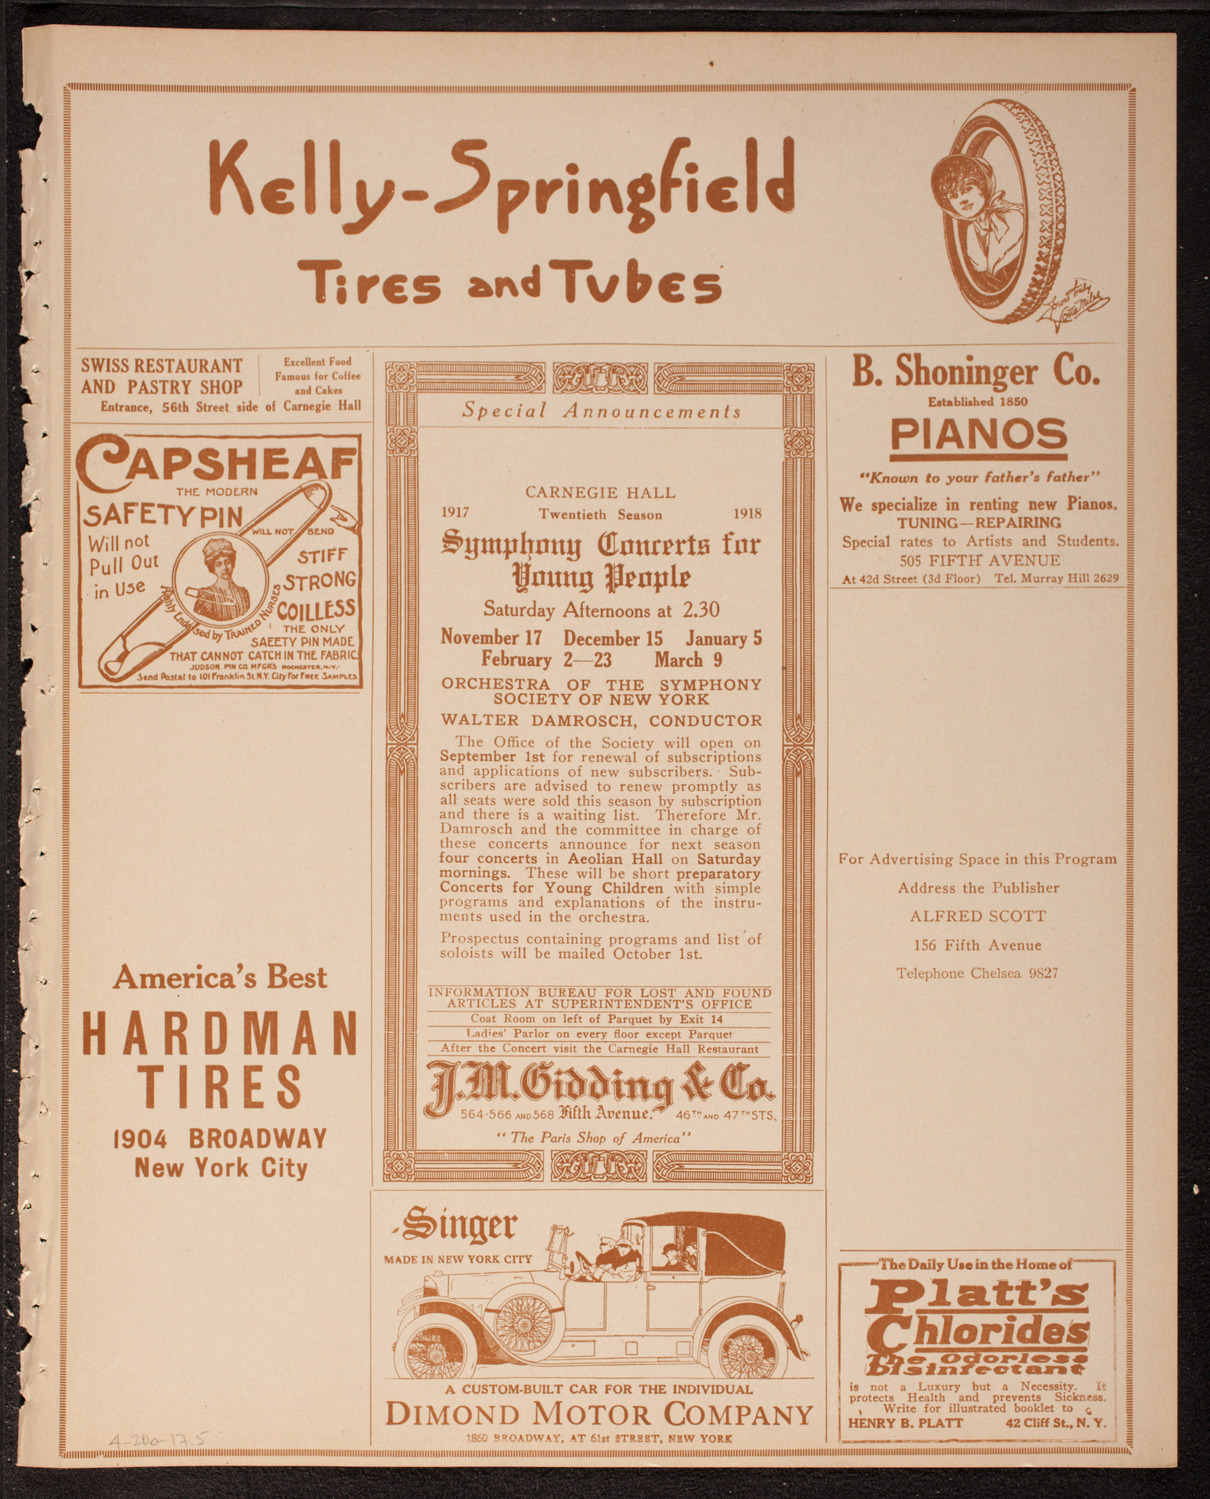 Kelly-Springfield
Tires and Tubes
Yours truly
Lotta Miles
SWISS RESTAURANT
AND PASTRY SHOP
Excellent Food
Famous for Coffee
and Cakes
Entrance, 56th Street side of Carnegie Hall
CAPSHEAF
THE MODERN
SAFETY PIN
WILL NOT BEND
Will not
Pull Out
in Use
STIFF
STRONG
COILLESS
Highly Endorsed by TRAINED NURSES
THE ONLY
SAFETY PIN MADE
THAT CANNOT CATCH IN THE FABRIC
JUDSON PIN CO. MFGRS ROCHESTER, N.Y.
Send Postal to 101 Franklin St. N.Y. City for FREE SAMPLES
America's Best
HARDMAN
TIRES
1904 BROADWAY
New York City
Special Announcements
CARNEGIE HALL
1917 Twentieth Season 1918
Symphony Concerts for
Young People
Saturday Afternoons at 2.30
November 17 December 15 January 5
February 2—23 March 9
ORCHESTRA OF THE SYMPHONY
SOCIETY OF NEW YORK
WALTER DAMROSCH, CONDUCTOR
The Office of the Society will open on
September 1st for renewal of subscriptions
and applications of new subscribers. Sub-
scribers are advised to renew promptly as
all seats were sold this season by subscription
and there is a waiting list. Therefore Mr.
Damrosch and the committee in charge of
these concerts announce for next season
four concerts in Aeolian Hall on Saturday
mornings. These will be short preparatory
Concerts for Young Children with simple
programs and explanations of the instru-
ments used in the orchestra.
Prospectus containing programs and list of
soloists will be mailed October 1st.
INFORMATION BUREAU FOR LOST AND FOUND
ARTICLES AT SUPERINTENDENT'S OFFICE
Coat Room on left of Parquet by Exit 14
Ladies' Parlor on every floor except Parquet
After the Concert visit the Carnegie Hall Restaurant
J.M. Gidding & Co.
564-566 AND 568 Fifth Avenue. 46TH AND 47TH STS.
"The Paris Shop of America"
Singer
MADE IN NEW YORK CITY
A CUSTOM-BUILT CAR FOR THE INDIVIDUAL
DIMOND MOTOR COMPANY
1860 BROADWAY, AT 61st STREET, NEW YORK
B. Shoninger Co.
Established 1850
PIANOS
"Known to your father's father"
We specialize in renting new Pianos.
TUNING—REPAIRING
Special rates to Artists and Students.
505 FIFTH AVENUE
At 42d Street (3d Floor) Tel. Murray Hill 2629
For Advertising Space in this Program
Address the Publisher
ALFRED SCOTT
156 Fifth Avenue
Telephone Chelsea 9827
The Daily Use in the Home of
Platt's
Chlorides
The Odorless
Disinfectant
is not a Luxury but a Necessity. It
protects Health and prevents Sickness.
Write for illustrated booklet to
HENRY B. PLATT 42 Cliff St., N. Y.
4-20e-17.5